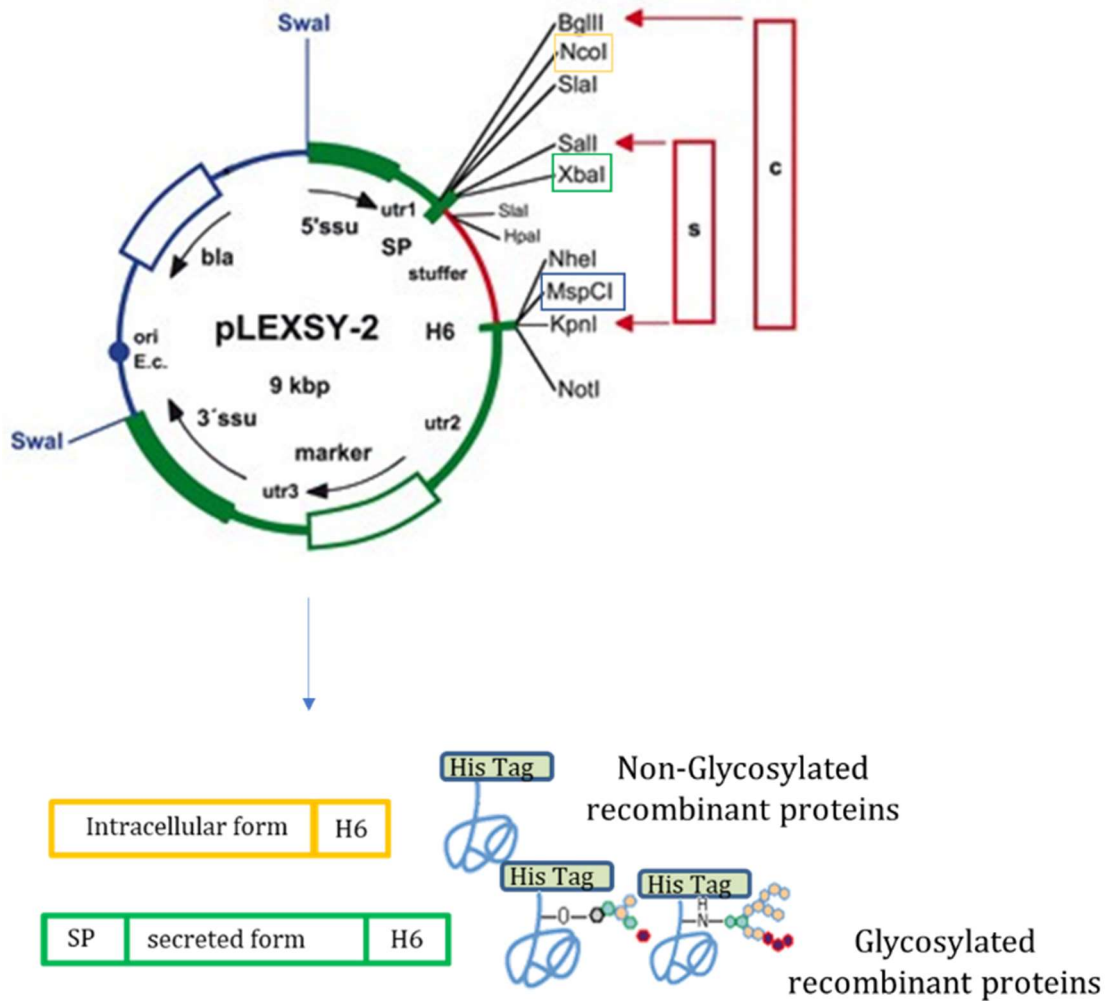 SwaI
BglII
NcoI
SlaI
SalI
XbaI
SlaI
HpaI
NheI
MspCI
KpnI
NotI
c
s
utr1
5'ssu
SP
stuffer
bla
pLEXSY-2
H6
ori
E.c.
9 kbp
3´ssu
utr2
SwaI
marker
utr3
His Tag
Non-Glycosylated
recombinant proteins
Intracellular form
H6
His Tag
His Tag
O
H
N
SP
secreted form
H6
Glycosylated
recombinant proteins